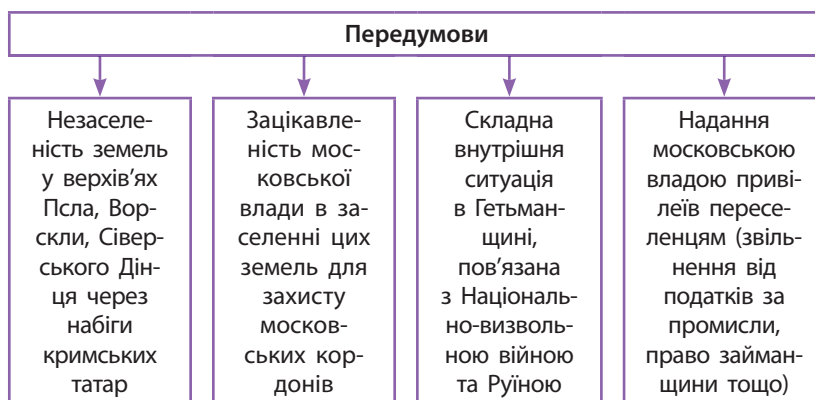 Передумови
Незаселе-
ність земель
у верхів'ях
Псла, Вор-
скли, Сівер-
ського Дін-
ця через
набіги
кримських
татар
Зацікавле-
ність мос-
ковської
влади в за-
селенні цих
земель для
захисту
москов-
ських кор-
донів
Складна
внутрішня
ситуація
в Гетьман-
щині,
пов'язана
з Національ-
но-визволь-
ною війною
та Руїною
Надання
московською
владою приві-
леїв пересе-
ленцям (звіль-
нення від
податків за
промисли,
право займан-
щини тощо)